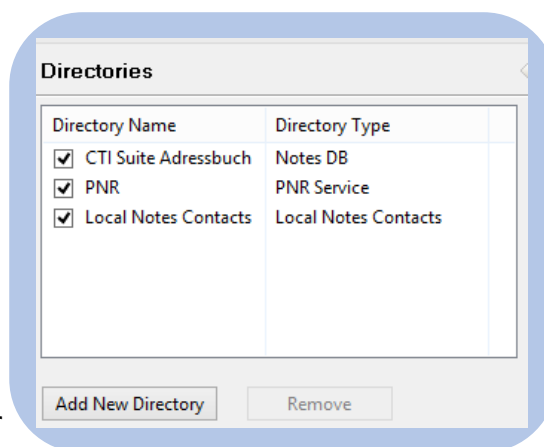 Directories
Directory Name Directory Type
CTI Suite Adressbuch Notes DB
PNR PNR Service
Local Notes Contacts Local Notes Contacts
Add New Directory Remove